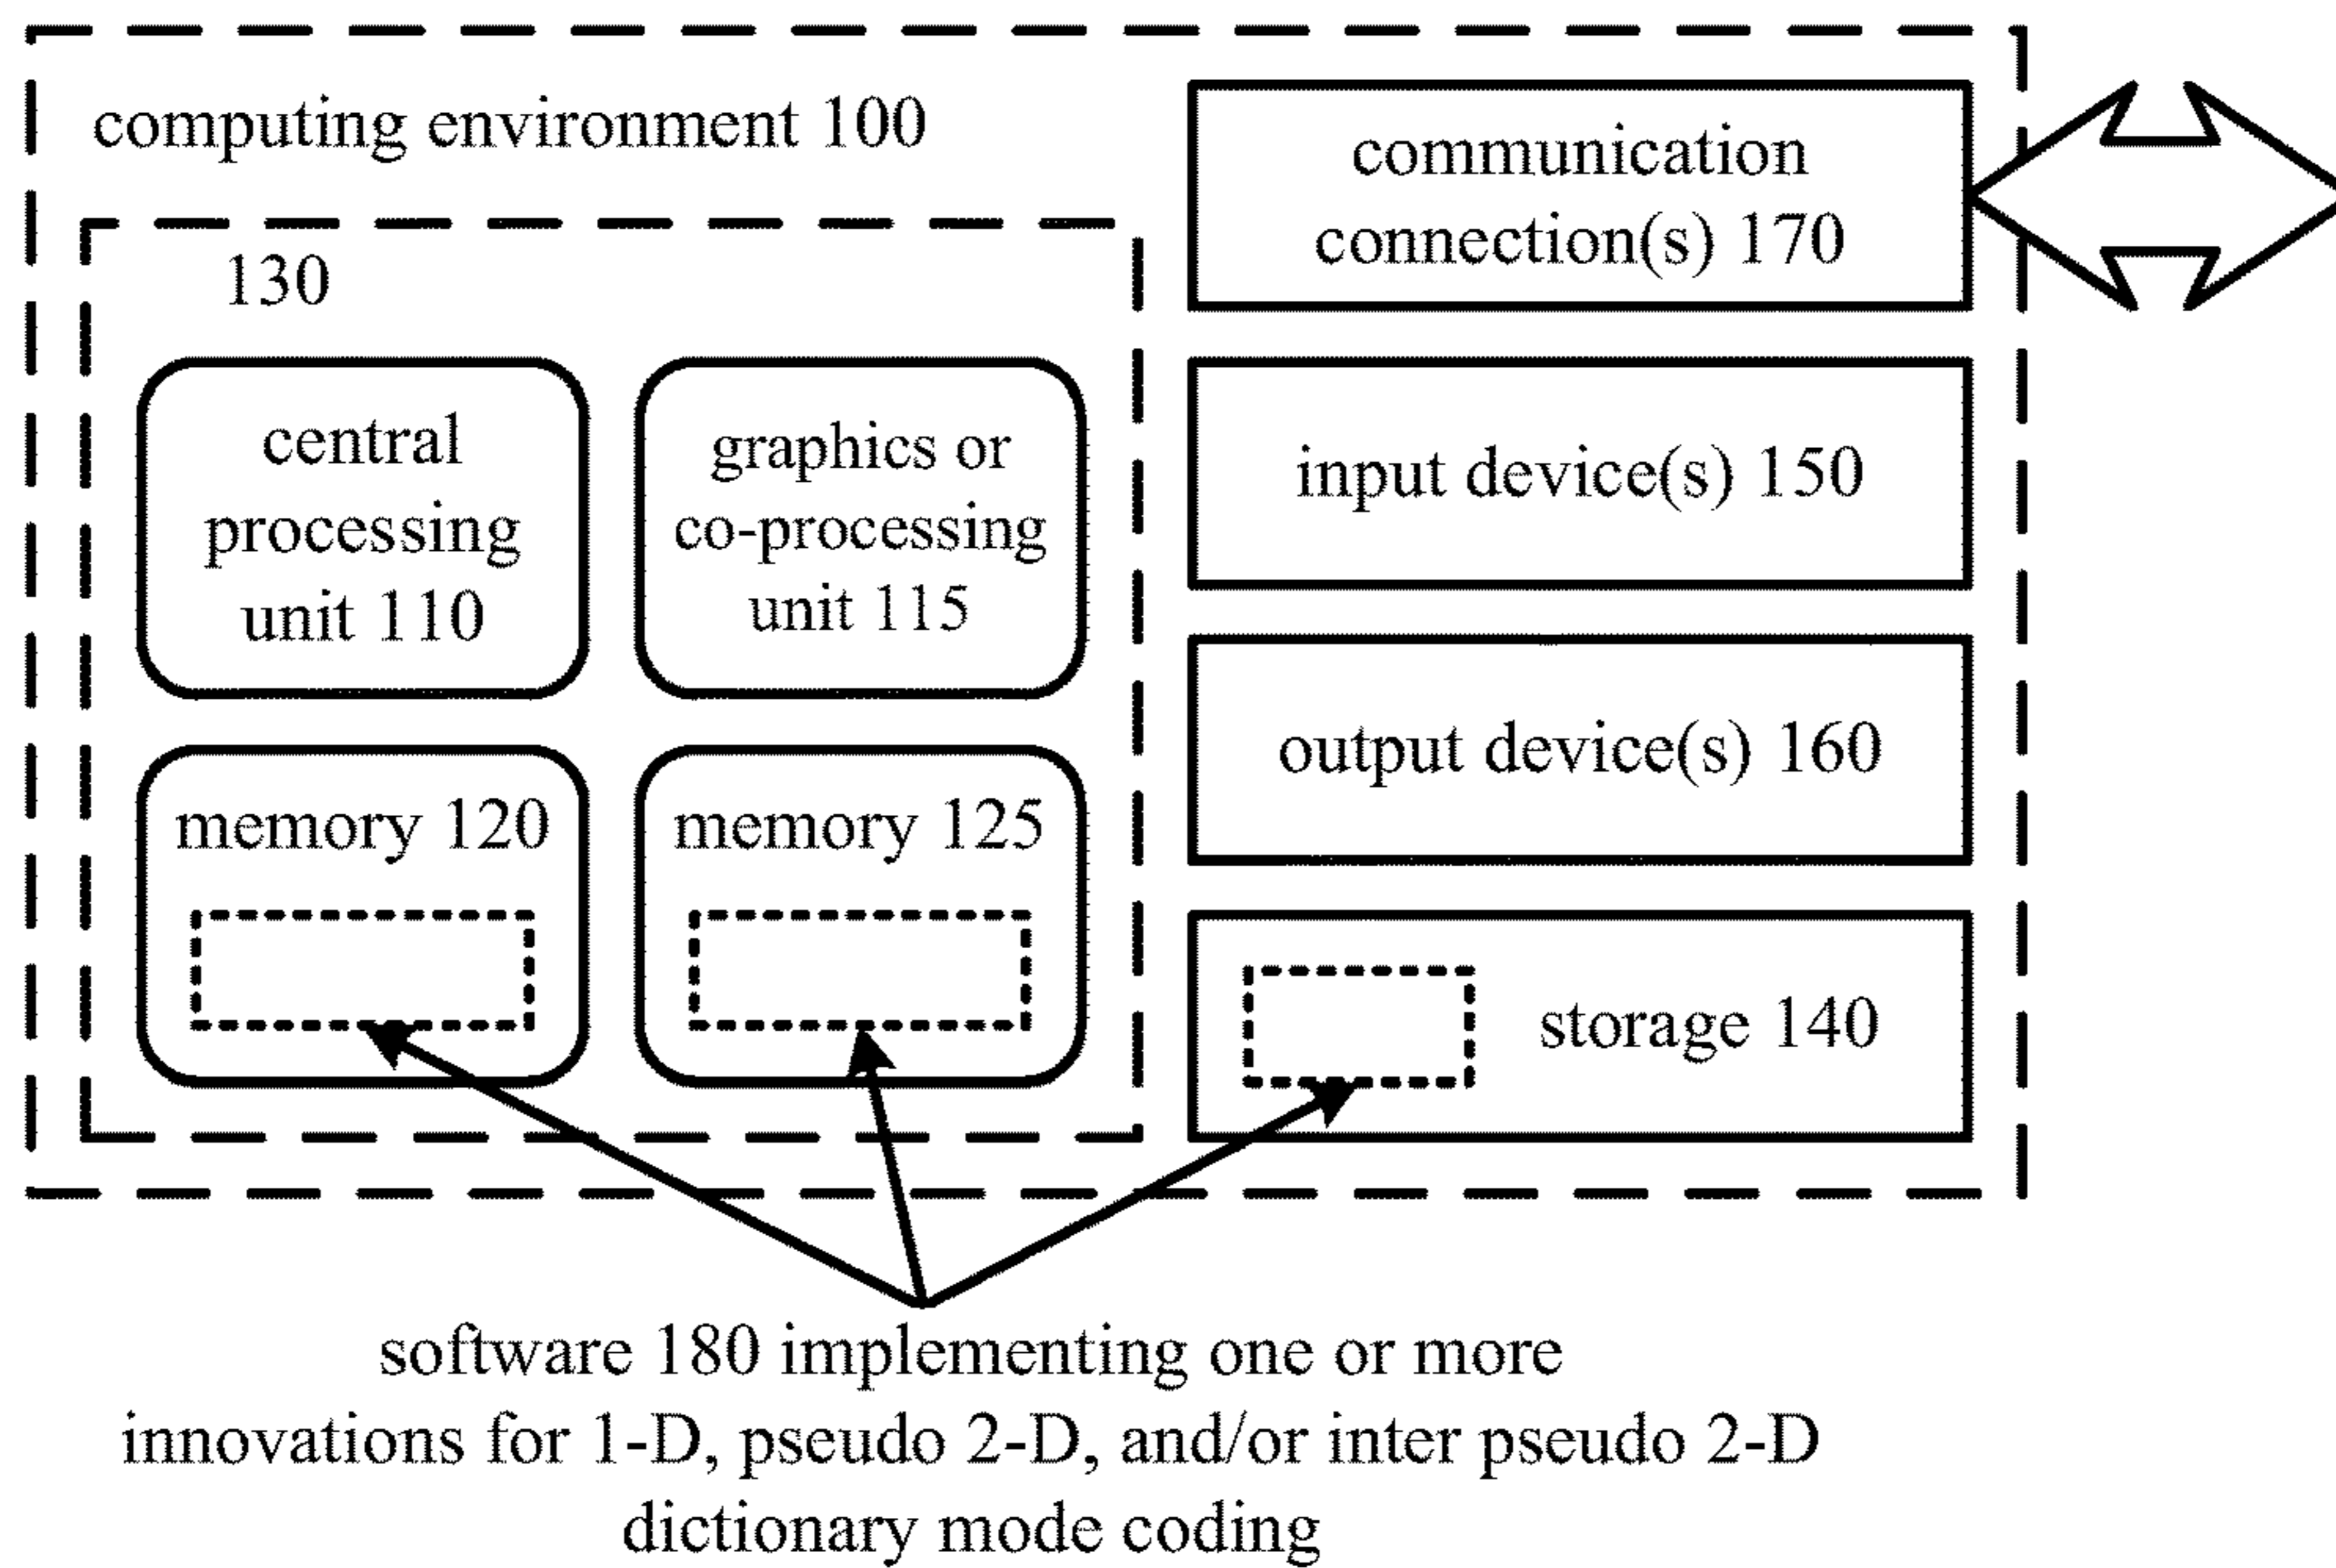 computing environment 100
130
central
processing
unit 110
graphics or
co-processing
unit 115
memory 120
memory 125
communication
connection(s) 170
input device(s) 150
output device(s) 160
storage 140
software 180 implementing one or more
innovations for 1-D, pseudo 2-D, and/or inter pseudo 2-D
dictionary mode coding